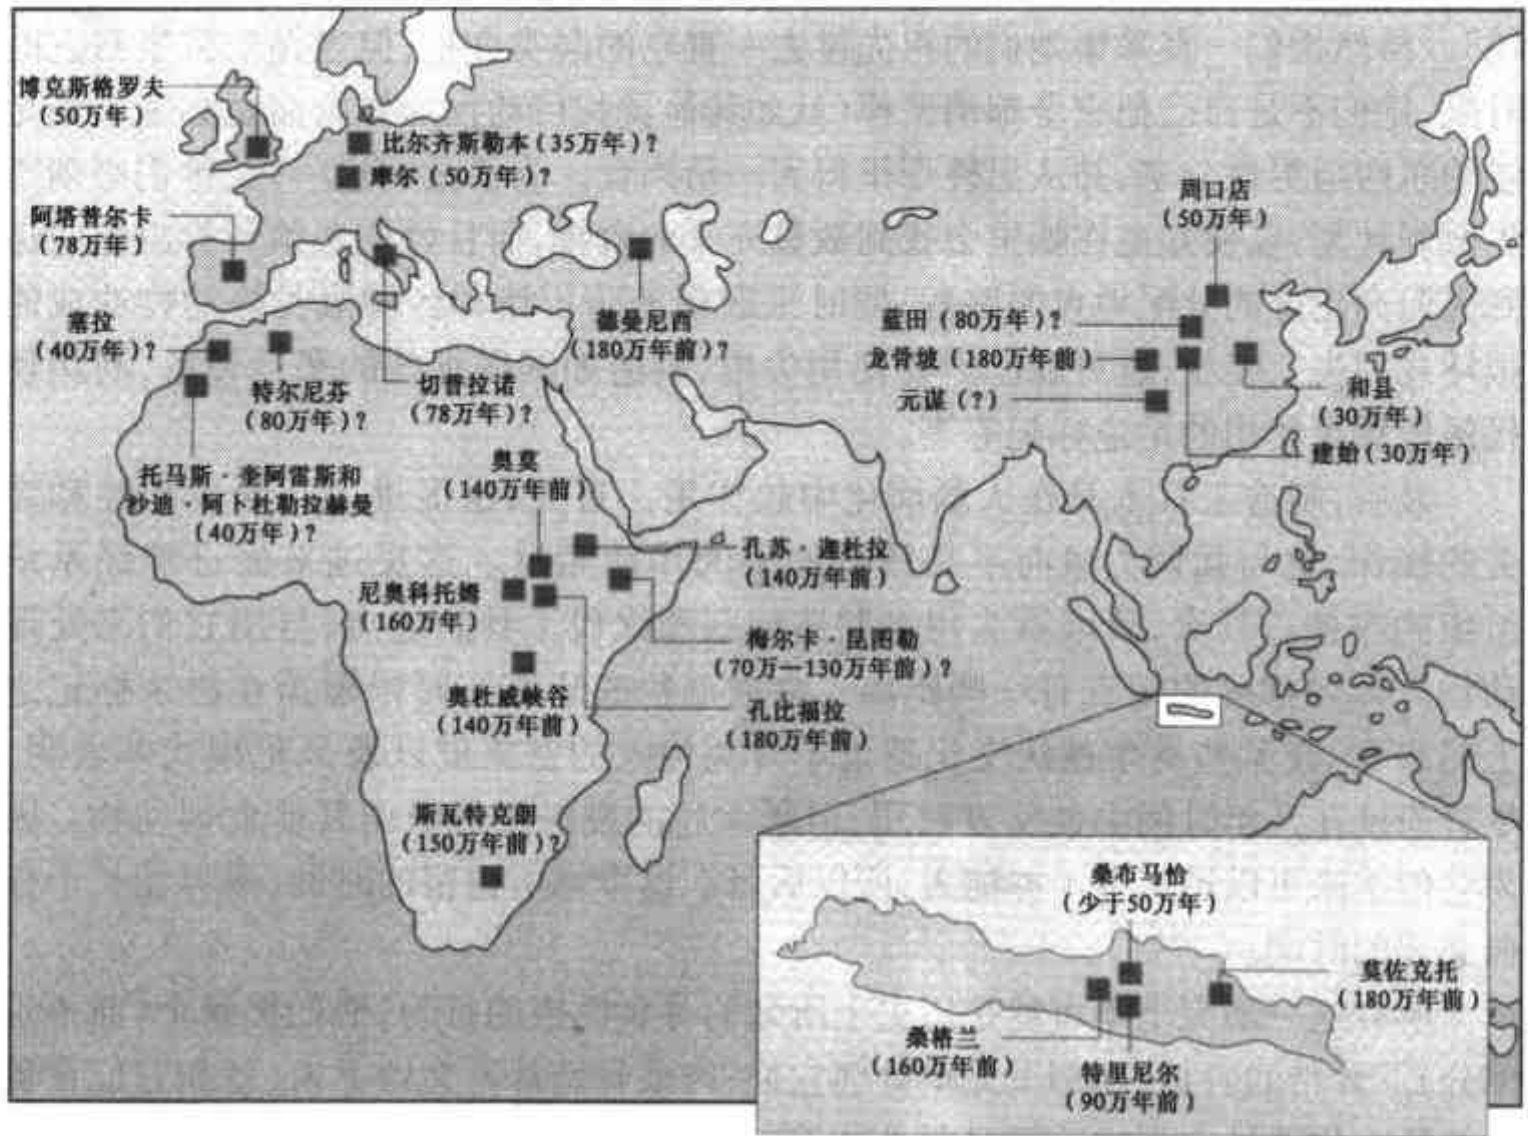 博克斯格罗夫
(50万年)
比尔齐斯勒本(35万年)?
摩尔(50万年)?
阿塔普尔卡
(78万年)
周口店
(50万年)
塞拉
(40万年)?
德曼尼西
(180万年前)?
蓝田(80万年)?
龙骨坡(180万年前)
元谋(?)
特尔尼芬
(80万年)?
切普拉诺
(78万年)?
和县
(30万年)
建始(30万年)
托马斯·奎阿雷斯和
沙迪·阿卜杜勒拉赫曼
(40万年)?
奥莫
(140万年前)
孔苏·迦杜拉
(140万年前)
尼奥科托姆
(160万年)
梅尔卡·昆图勒
(70万—130万年前)?
奥杜威峡谷
(140万年前)
孔比福拉
(180万年前)
斯瓦特克朗
(150万年前)?
桑布马恰
(少于50万年)
莫佐克托
(180万年前)
桑格兰
(160万年前)
特里尼尔
(90万年前)